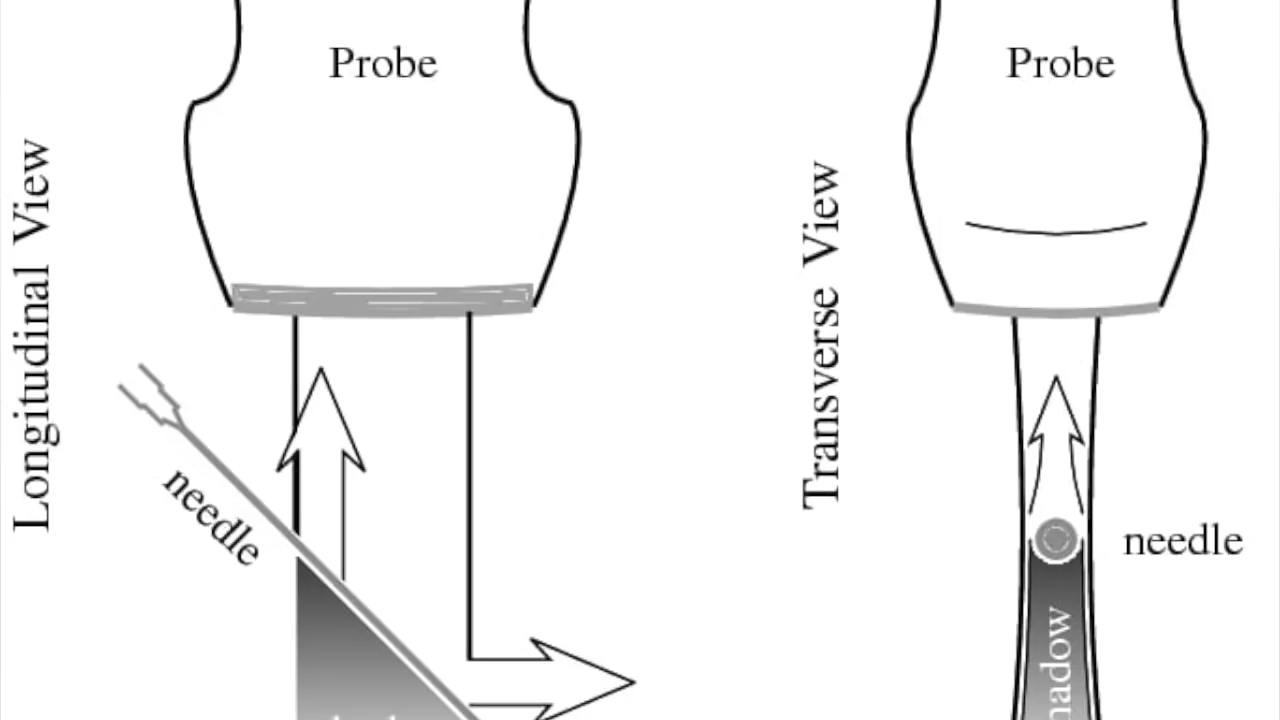 Probe
Longitudinal View
needle
Probe
Transverse View
needle